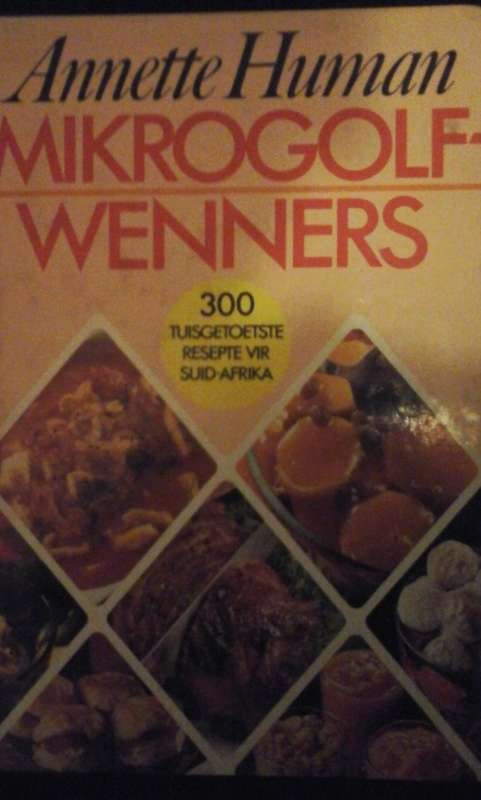 Annette Human
MIKROGOLF-
WENNERS
300
TUISGETOETSTE
RESEPTE VIR
SUID-AFRIKA